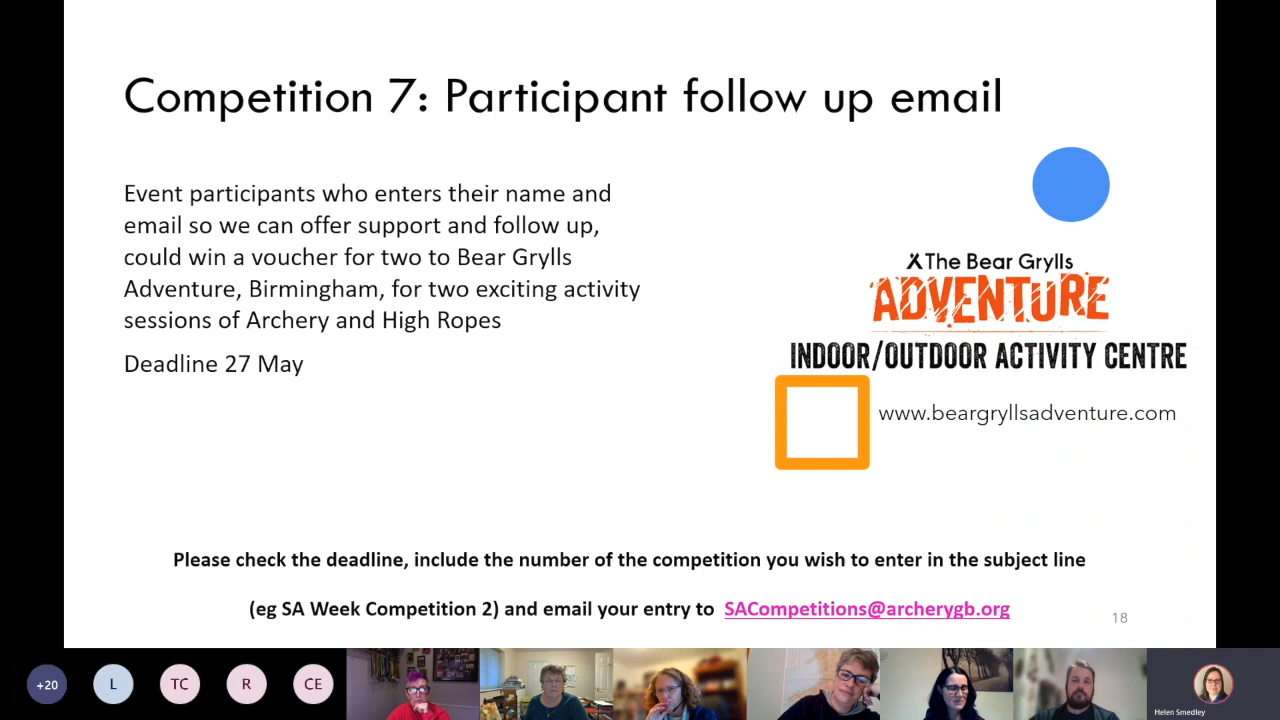 Competition 7: Participant follow up email
Event participants who enters their name and
email so we can offer support and follow up,
could win a voucher for two to Bear Grylls
Adventure, Birmingham, for two exciting activity
sessions of Archery and High Ropes
Deadline 27 May
The Bear Grylls
ADVENTURE
INDOOR/OUTDOOR ACTIVITY CENTRE
www.beargryllsadventure.com
Please check the deadline, include the number of the competition you wish to enter in the subject line
(eg SA Week Competition 2) and email your entry to SACompetitions@archerygb.org
18
+20
L
TC
R
CE
Helen Smedley